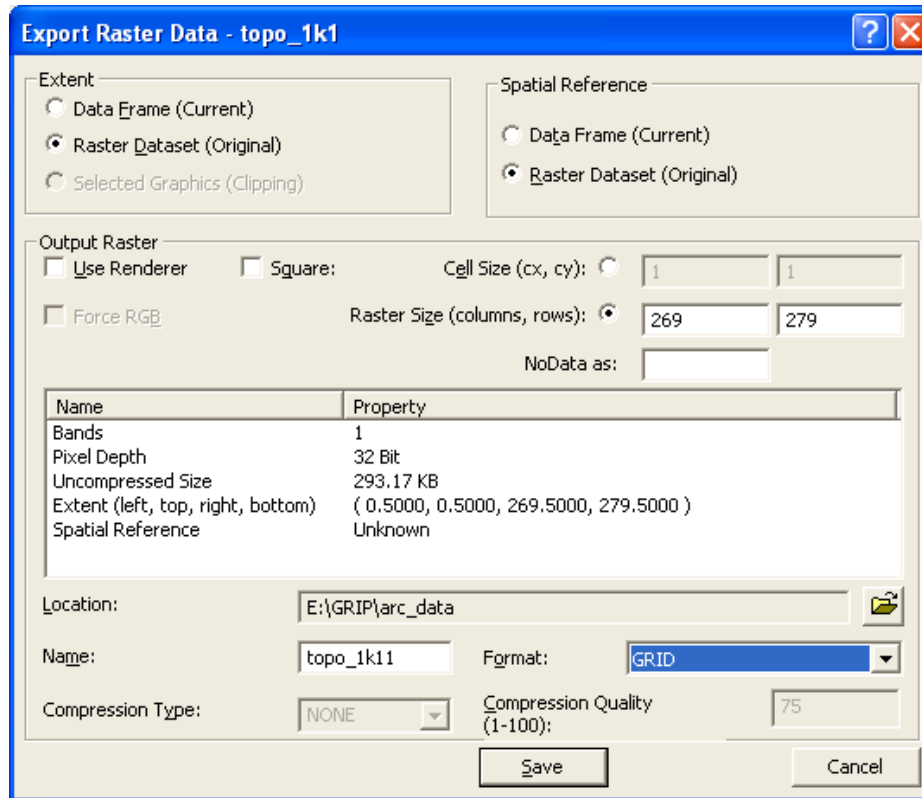 Export Raster Data - topo_1k1
Extent
Data Frame (Current)
Raster Dataset (Original)
Selected Graphics (Clipping)
Spatial Reference
Data Frame (Current)
Raster Dataset (Original)
Output Raster
Use Renderer Square: Cell Size (cx, cy): 1 1
Force RGB Raster Size (columns, rows): 269 279
NoData as:
Name Property
Bands 1
Pixel Depth 32 Bit
Uncompressed Size 293.17 KB
Extent (left, top, right, bottom) ( 0.5000, 0.5000, 269.5000, 279.5000 )
Spatial Reference Unknown
Location: E:\GRIP\arc_data
Name: topo_1k11 Format: GRID
Compression Type: NONE Compression Quality
(1-100): 75
Save Cancel